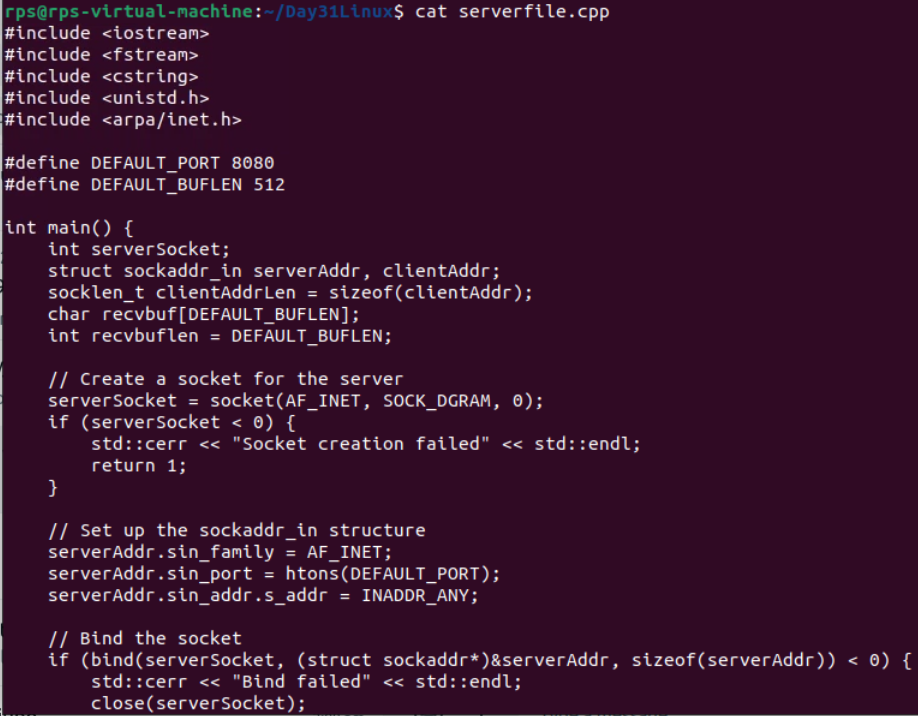 rps@rps-virtual-machine:~/Day31Linux$ cat serverfile.cpp
#include <iostream>
#include <fstream>
#include <cstring>
#include <unistd.h>
#include <arpa/inet.h>

#define DEFAULT_PORT 8080
#define DEFAULT_BUFLEN 512

int main() {
    int serverSocket;
    struct sockaddr_in serverAddr, clientAddr;
    socklen_t clientAddrLen = sizeof(clientAddr);
    char recvbuf[DEFAULT_BUFLEN];
    int recvbuflen = DEFAULT_BUFLEN;

    // Create a socket for the server
    serverSocket = socket(AF_INET, SOCK_DGRAM, 0);
    if (serverSocket < 0) {
        std::cerr << "Socket creation failed" << std::endl;
        return 1;
    }

    // Set up the sockaddr_in structure
    serverAddr.sin_family = AF_INET;
    serverAddr.sin_port = htons(DEFAULT_PORT);
    serverAddr.sin_addr.s_addr = INADDR_ANY;

    // Bind the socket
    if (bind(serverSocket, (struct sockaddr*)&serverAddr, sizeof(serverAddr)) < 0) {
        std::cerr << "Bind failed" << std::endl;
        close(serverSocket);